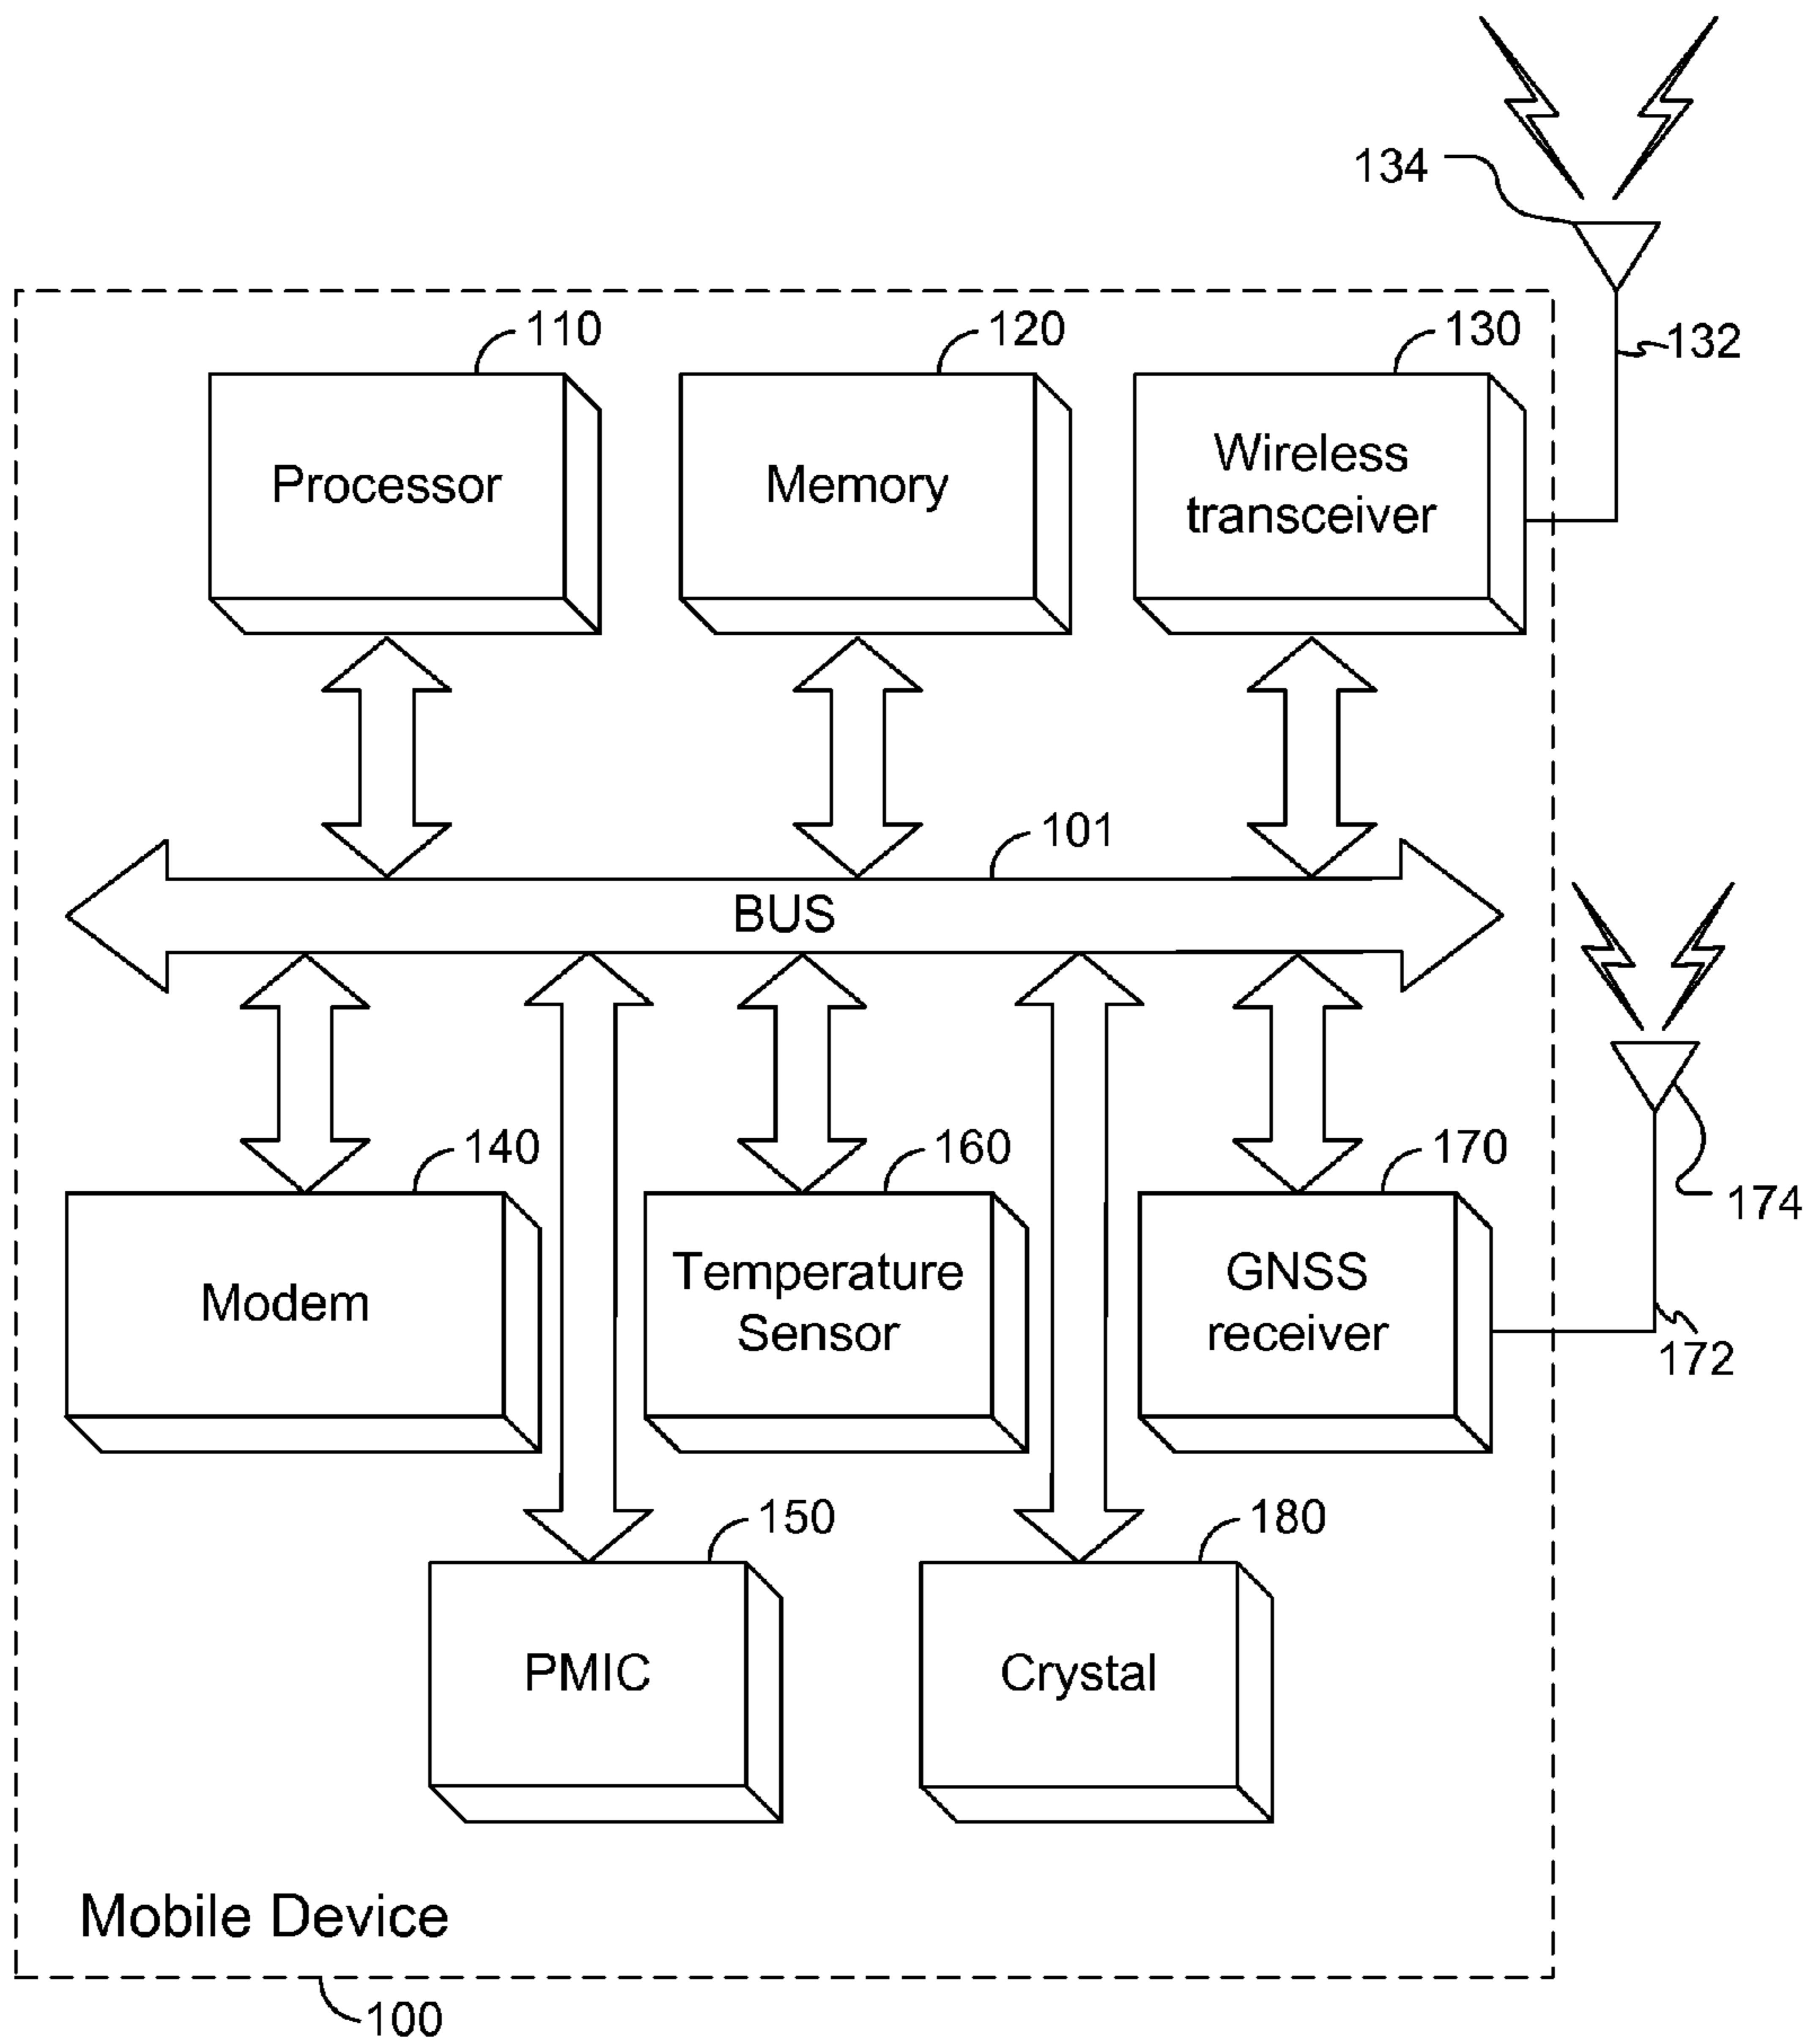 134
110
120
130
132
Processor
Memory
Wireless
transceiver
101
BUS
140
160
170
174
Modem
Temperature
Sensor
GNSS
receiver
172
150
180
PMIC
Crystal
Mobile Device
100